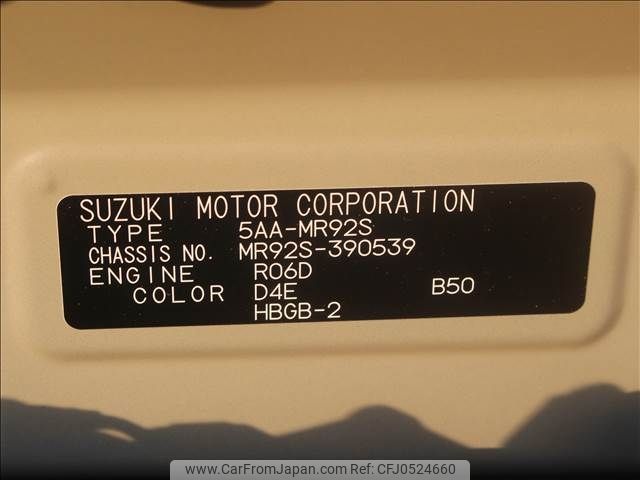 SUZUKI MOTOR CORPORATION
TYPE 5AA-MR92S
CHASSIS NO. MR92S-390539
ENGINE R06D
COLOR D4E B50
HBGB-2
www.CarFromJapan.com REF:CFJ0524660